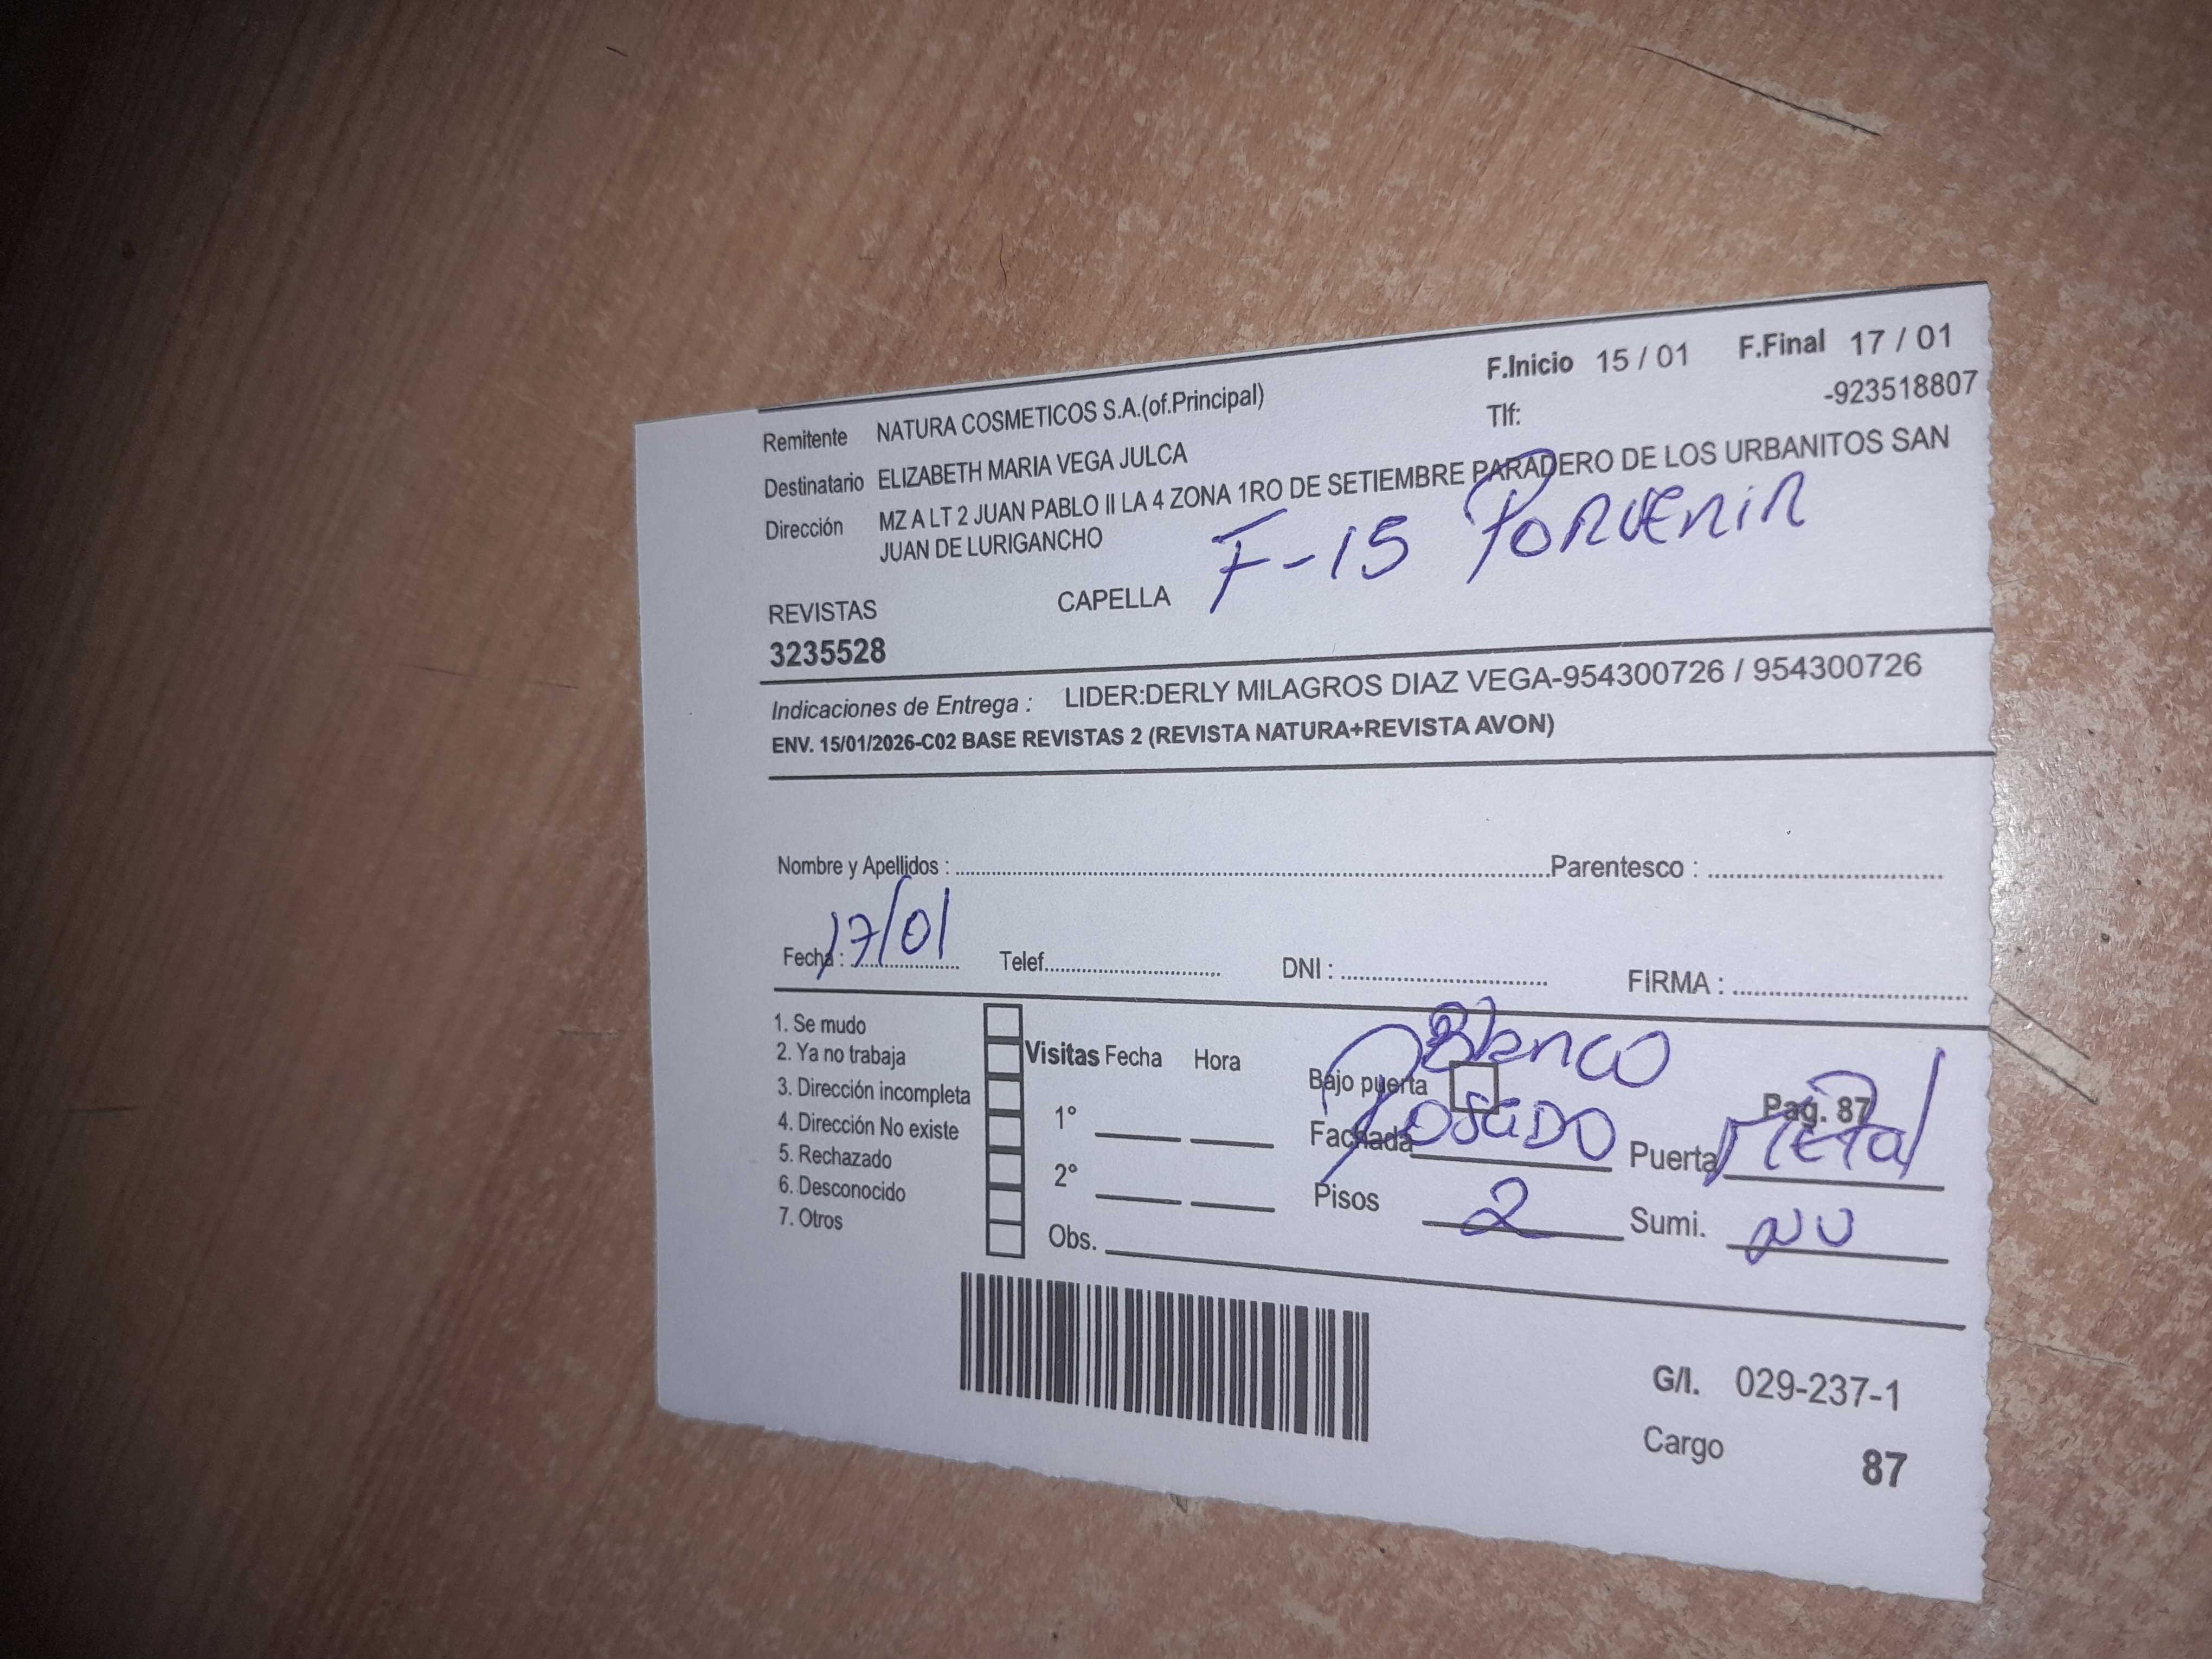 F.Inicio 15 / 01 F.Final 17 / 01
Remitente NATURA COSMETICOS S.A.(of.Principal) Tlf: -923518807
Destinatario ELIZABETH MARIA VEGA JULCA
Dirección MZ A LT 2 JUAN PABLO II LA 4 ZONA 1RO DE SETIEMBRE PARADERO DE LOS URBANITOS SAN
JUAN DE LURIGANCHO
F-15 PORVENIR
REVISTAS CAPELLA
3235528
Indicaciones de Entrega : LIDER:DERLY MILAGROS DIAZ VEGA-954300726 / 954300726
ENV. 15/01/2026-C02 BASE REVISTAS 2 (REVISTA NATURA+REVISTA AVON)
Nombre y Apellidos : Parentesco :
Fecha : 17/01 Telef. DNI : FIRMA :
1. Se mudo
2. Ya no trabaja
3. Dirección incompleta
4. Dirección No existe
5. Rechazado
6. Desconocido
7. Otros
Visitas Fecha Hora
1°
2°
Obs.
Blanco
Bajo puerta Pag. 87
Fachada ROSADO Puerta METAL
Pisos 2 Sumi. NO
G/I. 029-237-1
Cargo 87